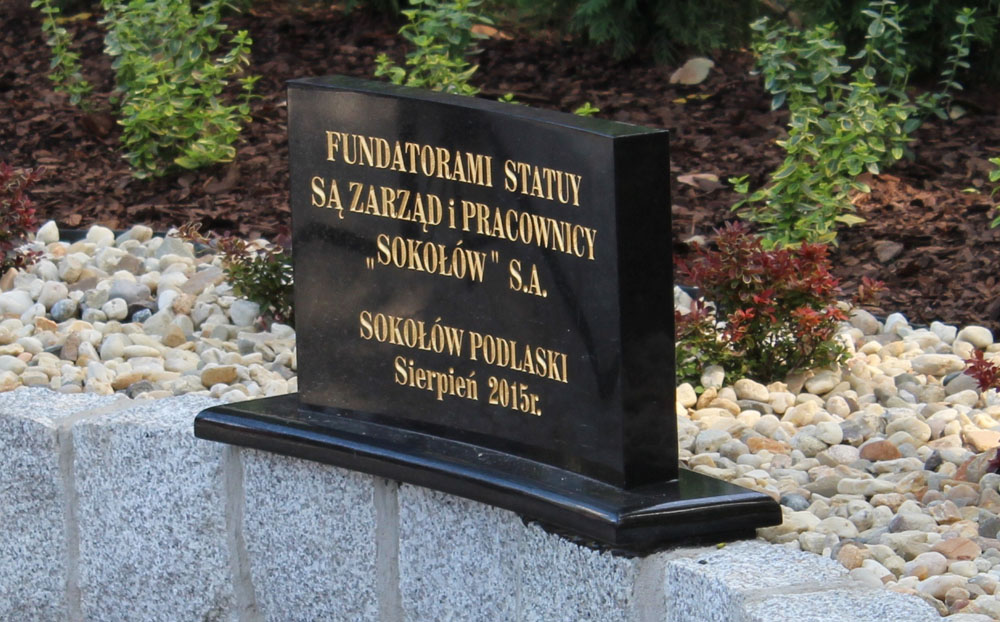 FUNDATORAMI STATUY
SĄ ZARZĄD i PRACOWNICY
„SOKOŁÓW" S.A.
SOKOŁÓW PODLASKI
Sierpień 2015r.